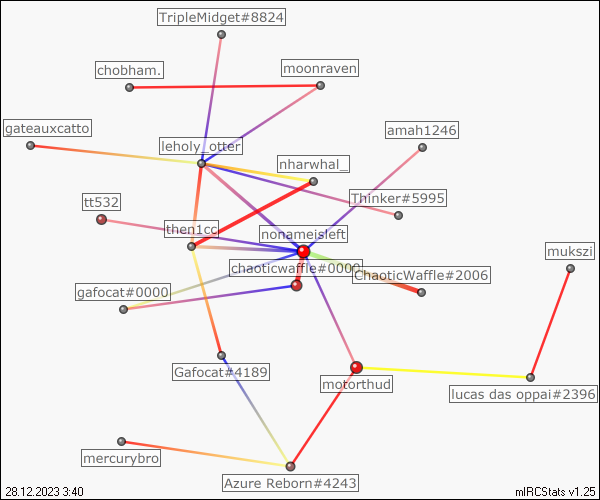 TripleMidget#8824
chobham.
moonraven
gateauxcatto
leholy_otter
amah1246
nharwhal_
Thinker#5995
tt532
then1cc
nonameisleft
mukszi
chaoticwaffle#0000
ChaoticWaffle#2006
gafocat#0000
Gafocat#4189
motorthud
lucas das oppai#2396
mercurybro
Azure Reborn#4243
28.12.2023 3:40
mIRCStats v1.25